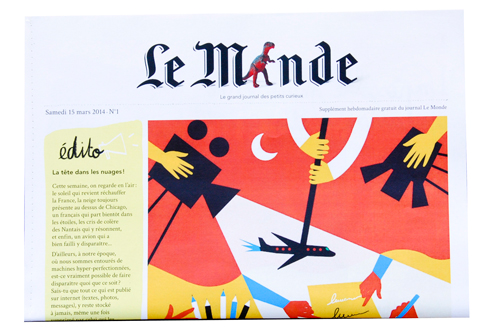 Le Monde
Le grand journal des petits curieux
Samedi 15 mars 2014 - N°1
Supplément hebdomadaire gratuit du journal Le Monde
édito
La tête dans les nuages !
Cette semaine, on regarde en l'air :
le soleil qui revient réchauffer
la France, la neige toujours
présente au dessus de Chicago,
un français qui part bientôt dans
les étoiles, les cris de colère
des Nantais qui y résonnent,
et enfin, un avion qui a
bien failli y disparaître...
D'ailleurs, à notre époque,
où nous sommes entourés de
machines hyper-perfectionnées,
est-ce vraiment possible de faire
disparaître quoi que ce soit ?
Sais-tu que tout ce qui est publié
sur internet (textes, photos,
messages), y reste stocké
à jamais, même une fois